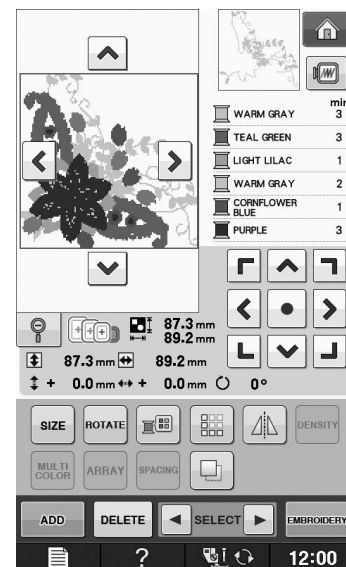 min
WARM GRAY 3
TEAL GREEN 3
LIGHT LILAC 1
WARM GRAY 2
CORNFLOWER
BLUE 1
PURPLE 3
87.3 mm
89.2 mm
87.3 mm 89.2 mm
+ 0.0 mm + 0.0 mm 0°
SIZE ROTATE DENSITY
MULTI
COLOR ARRAY SPACING
ADD DELETE SELECT EMBROIDERY
? 12:00